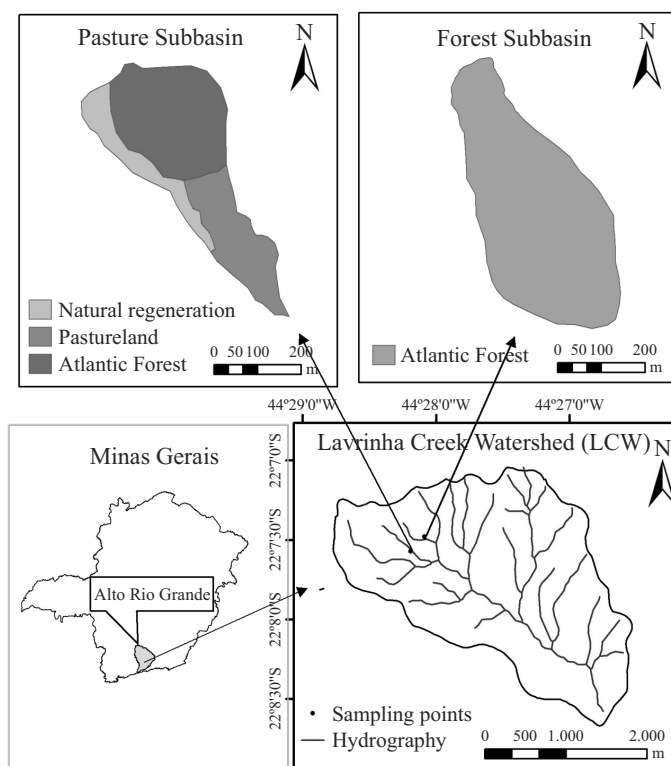 Pasture Subbasin
N
Natural regeneration
Pastureland
Atlantic Forest
0 50 100 200
m
Forest Subbasin
N
Atlantic Forest
0 50 100 200
m
44°29'0"W 44°28'0"W 44°27'0"W
Minas Gerais
Alto Rio Grande
Lavrinha Creek Watershed (LCW)
N
22°7'0"S
22°7'30"S
22°8'0"S
22°8'30"S
Sampling points
Hydrography
0 500 1.000 2.000
m